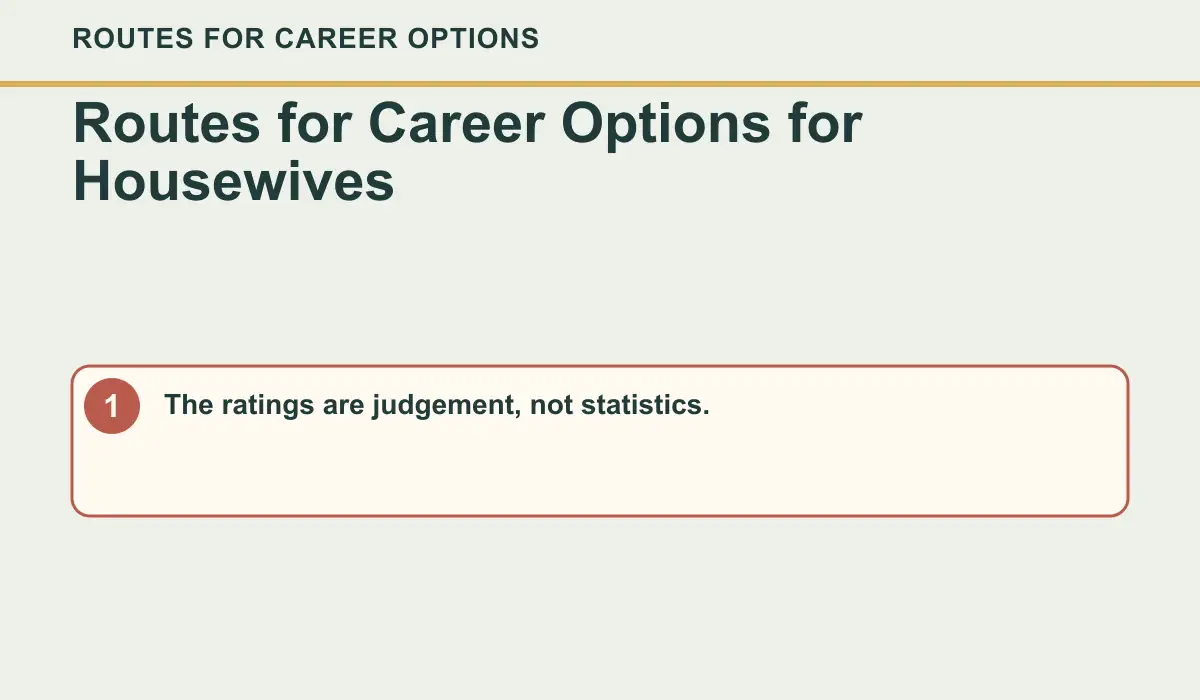 ROUTES FOR CAREER OPTIONS
Routes for Career Options for
Housewives
1
The ratings are judgement, not statistics.